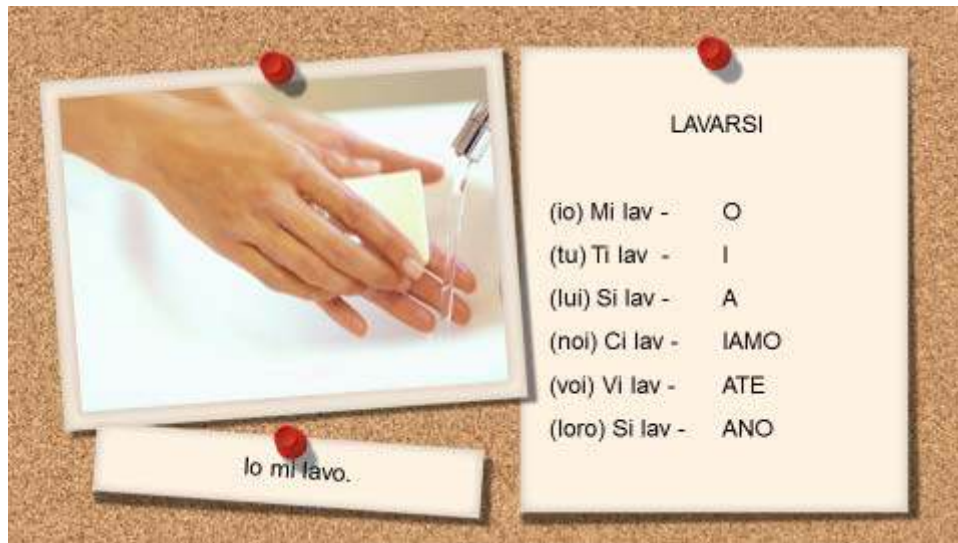 LAVARSI
(io) Mi lav - O
(tu) Ti lav - I
(lui) Si lav - A
(noi) Ci lav - IAMO
(voi) Vi lav - ATE
(loro) Si lav - ANO
Io mi lavo.